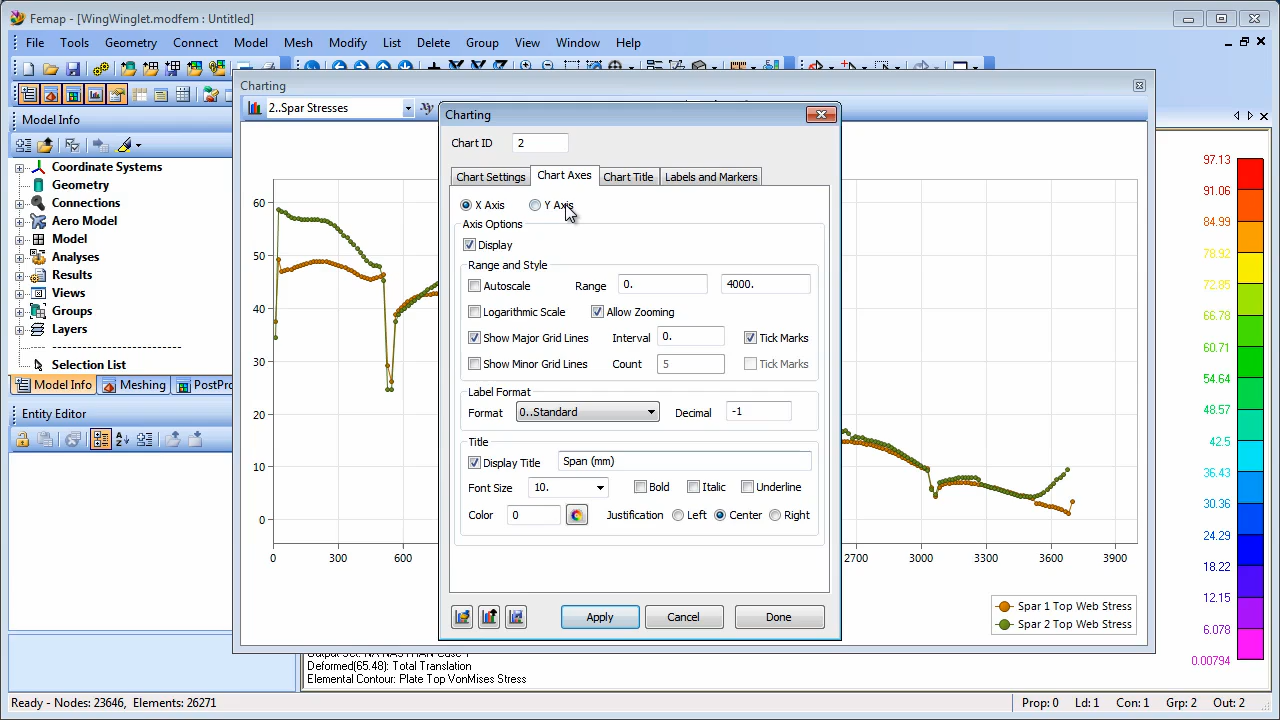 Femap - [WingWinglet.modfem : Untitled]
File Tools Geometry Connect Model Mesh Modify List Delete Group View Window Help
Charting
2..Spar Stresses
xy
Model Info
Coordinate Systems
Geometry
Connections
Aero Model
Model
Analyses
Results
Views
Groups
Layers
Selection List
Model Info Meshing PostPro
Entity Editor
Charting
Chart ID 2
Chart Settings Chart Axes Chart Title Labels and Markers
X Axis Y Axis
Axis Options
Display
Range and Style
Autoscale Range 0. 4000.
Logarithmic Scale Allow Zooming
Show Major Grid Lines Interval 0. Tick Marks
Show Minor Grid Lines Count 5 Tick Marks
Label Format
Format 0..Standard Decimal -1
Title
Display Title Span (mm)
Font Size 10. Bold Italic Underline
Color 0 Justification Left Center Right
Apply Cancel Done
60
50
40
30
20
10
0
0 300 600 2700 3000 3300 3600 3900
Spar 1 Top Web Stress
Spar 2 Top Web Stress
97.13
91.06
84.99
78.92
72.85
66.78
60.71
54.64
48.57
42.5
36.43
30.36
24.29
18.22
12.15
6.078
0.00794
Deformed(65.48): Total Translation
Elemental Contour: Plate Top VonMises Stress
Ready - Nodes: 23646, Elements: 26271
Prop: 0 Ld: 1 Con: 1 Grp: 2 Out: 2